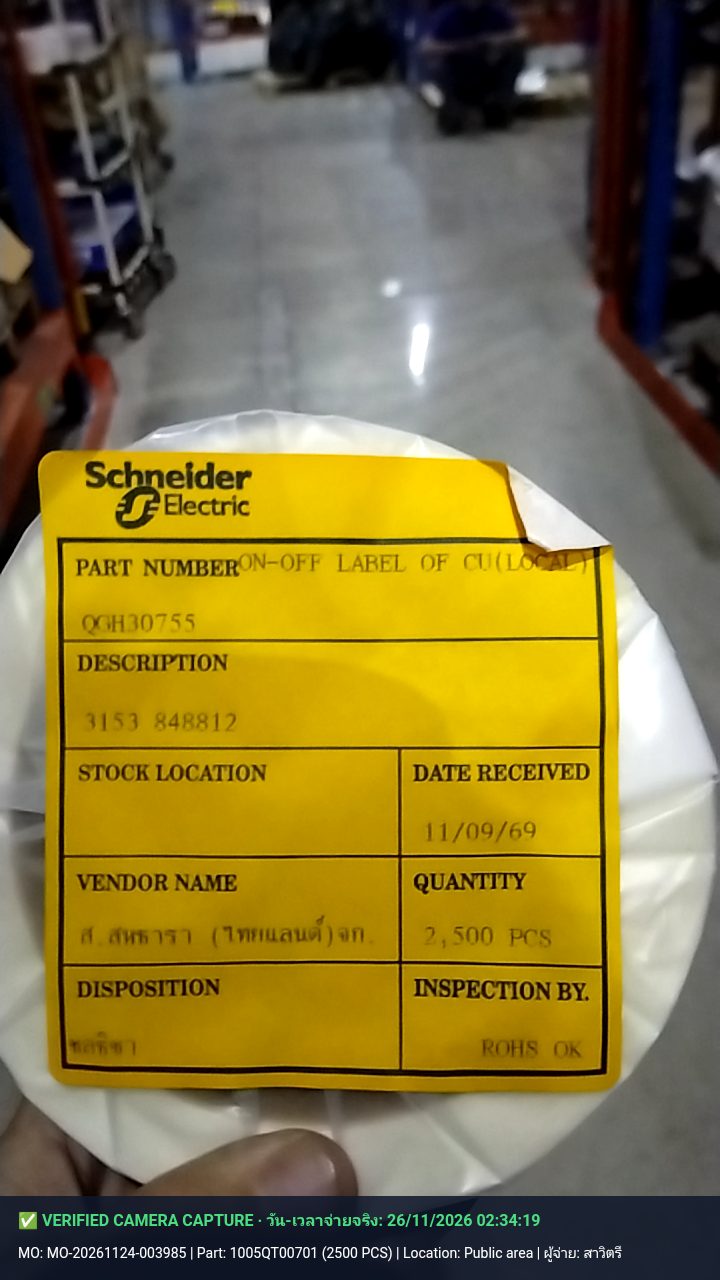 Schneider
Electric
PART NUMBER ON-OFF LABEL OF CU(LOCAL)
QGH30755
DESCRIPTION
3153 848812
STOCK LOCATION
DATE RECEIVED
11/09/69
VENDOR NAME
QUANTITY
ส.สหธารา (ไทยแลนด์)จก.
2,500 PCS
DISPOSITION
INSPECTION BY.
ROHS OK
✅ VERIFIED CAMERA CAPTURE · วัน-เวลาจ่ายจริง: 26/11/2026 02:34:19
MO: MO-20261124-003985 | Part: 1005QT00701 (2500 PCS) | Location: Public area | ผู้จ่าย: สาวิตรี